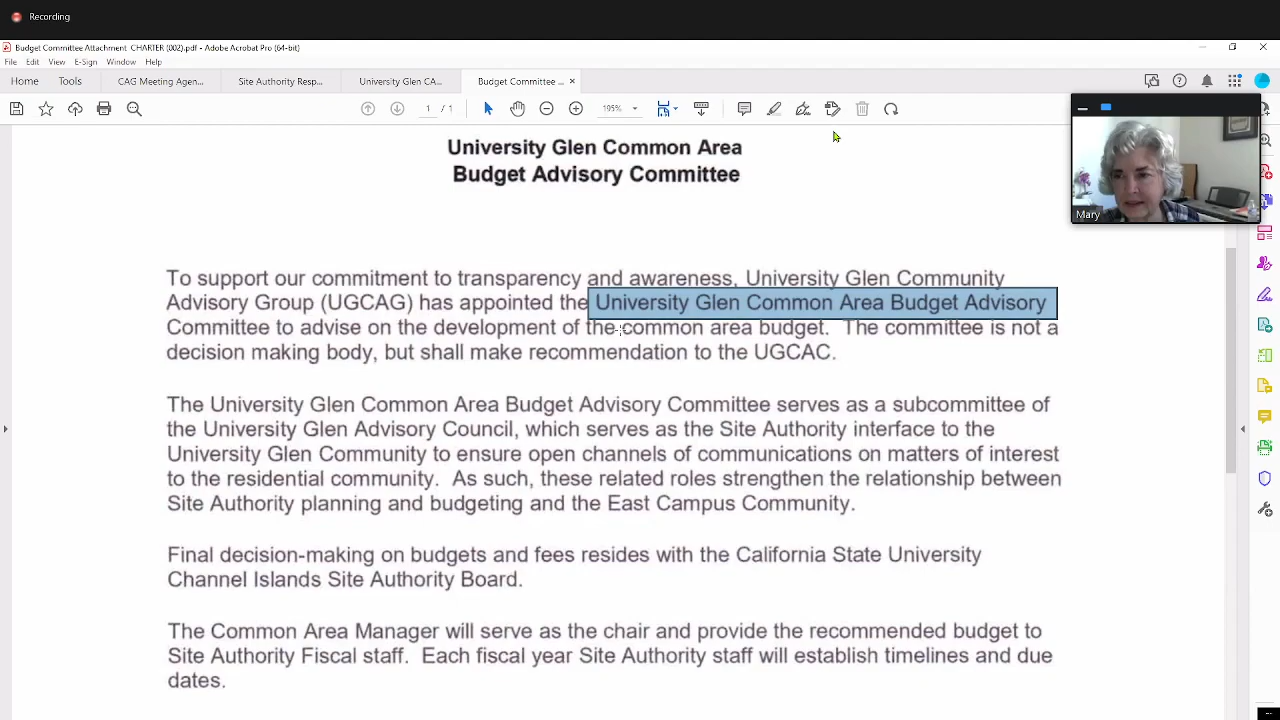 Recording
Budget Committee Attachment CHARTER (002).pdf - Adobe Acrobat Pro (64-bit)
File Edit View E-Sign Window Help
Home Tools CAG Meeting Agen... Site Authority Resp... University Glen CA... Budget Committee ... ×
1 / 1 195%
University Glen Common Area
Budget Advisory Committee
Mary
To support our commitment to transparency and awareness, University Glen Community
Advisory Group (UGCAG) has appointed the University Glen Common Area Budget Advisory
Committee to advise on the development of the common area budget. The committee is not a
decision making body, but shall make recommendation to the UGCAC.
The University Glen Common Area Budget Advisory Committee serves as a subcommittee of
the University Glen Advisory Council, which serves as the Site Authority interface to the
University Glen Community to ensure open channels of communications on matters of interest
to the residential community. As such, these related roles strengthen the relationship between
Site Authority planning and budgeting and the East Campus Community.
Final decision-making on budgets and fees resides with the California State University
Channel Islands Site Authority Board.
The Common Area Manager will serve as the chair and provide the recommended budget to
Site Authority Fiscal staff. Each fiscal year Site Authority staff will establish timelines and due
dates.